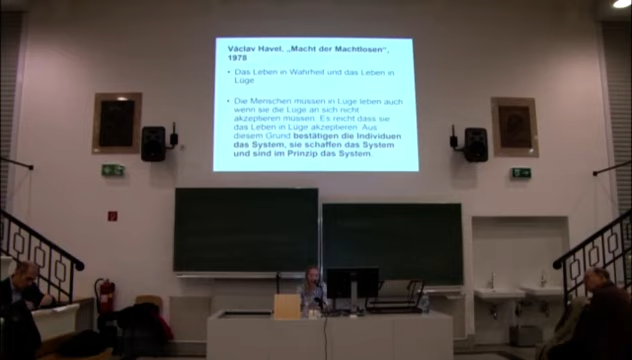 Václav Havel, „Macht der Machtlosen“,
1978
• Das Leben in Wahrheit und das Leben in
Lüge
• Die Menschen müssen in Lüge leben auch
wenn sie die Lüge an sich nicht
akzeptieren müssen. Es reicht dass sie
das Leben in Lüge akzeptieren. Aus
diesem Grund bestätigen die Individuen
das System, sie schaffen das System
und sind im Prinzip das System